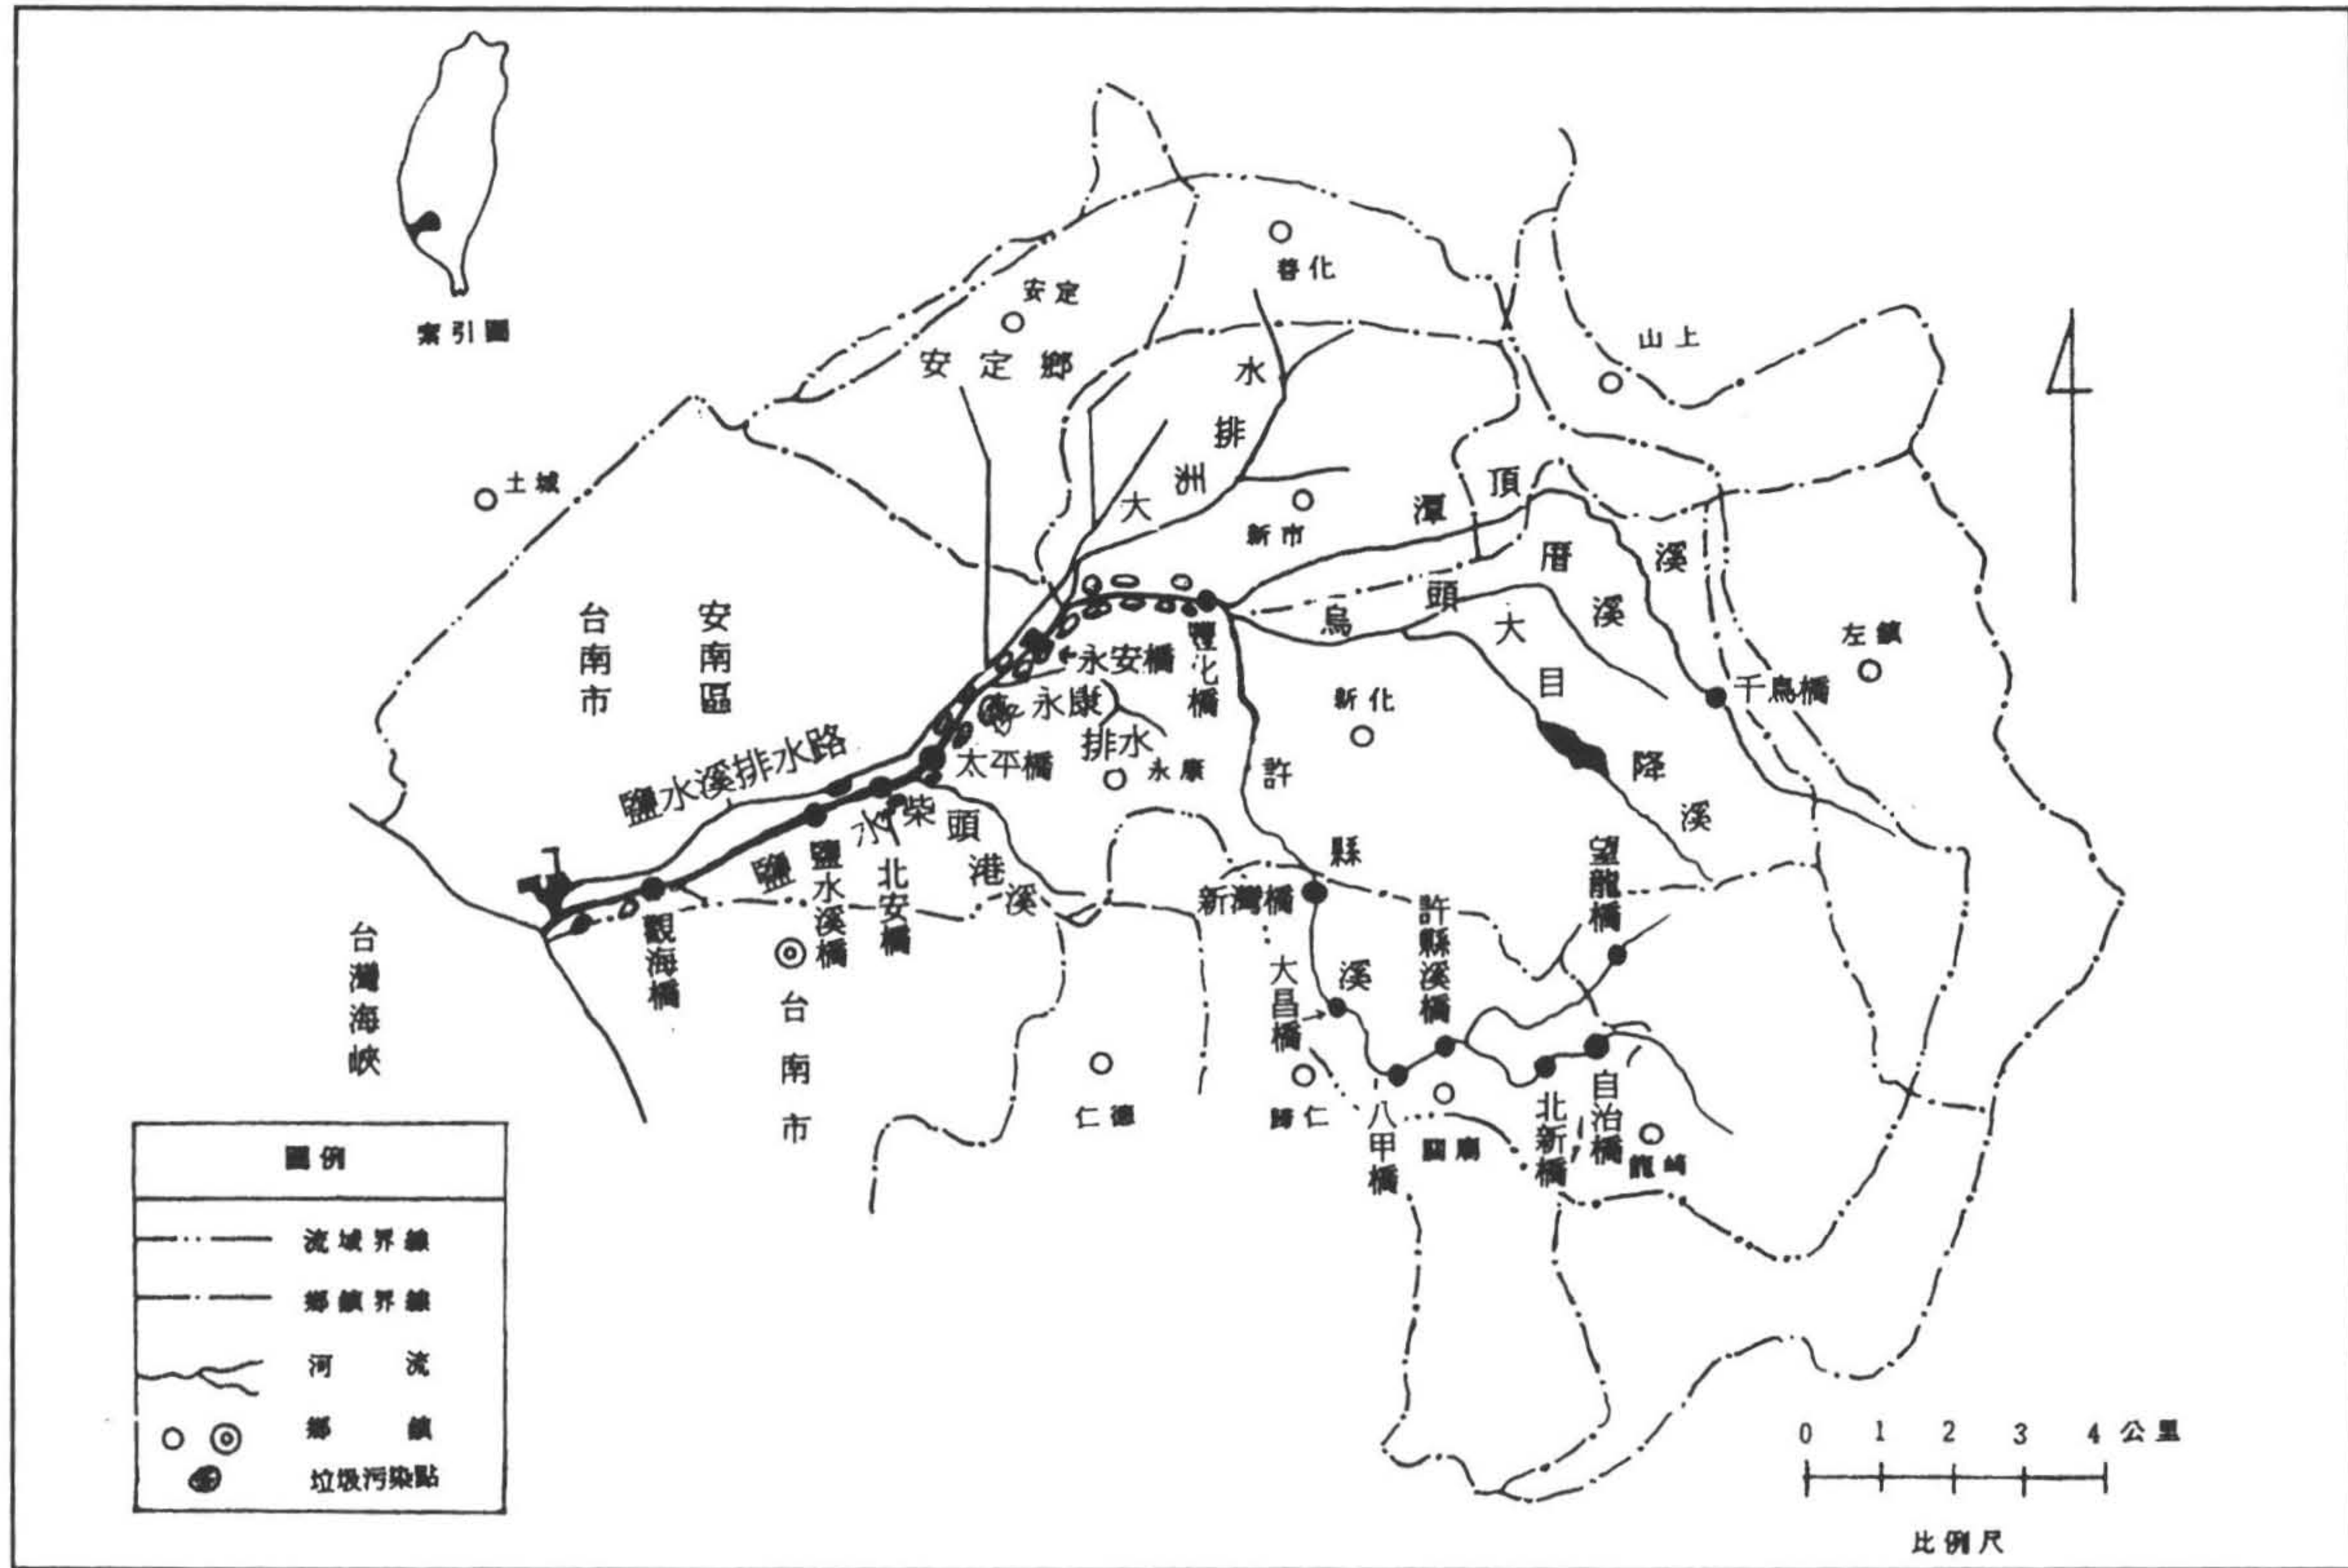 索引圖
善化
安定
安定鄉
山上
土城
大洲排水
新市
潭頂溪
台南市
安南區
烏頭厝溪
大目降溪
左鎮
永安橋
豐化橋
永康排水
新化
千鳥橋
鹽水溪排水路
太平橋
永康
許縣溪
柴頭港溪
鹽水
鹽水溪橋
北安橋
新灣橋
望龍橋
許縣溪橋
觀海橋
台灣海峽
台南市
大昌橋
仁德
歸仁
八甲橋
關廟
北新橋
自治橋
龍崎
圖例
流域界線
鄉鎮界線
河流
鄉鎮
垃圾污染點
0 1 2 3 4 公里
比例尺